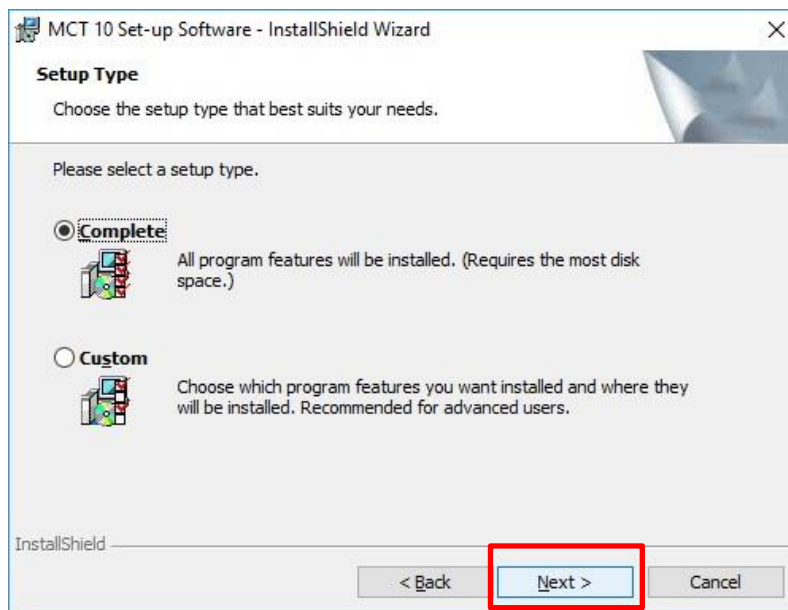 MCT 10 Set-up Software - InstallShield Wizard
Setup Type
Choose the setup type that best suits your needs.
Please select a setup type.
Complete
All program features will be installed. (Requires the most disk
space.)
Custom
Choose which program features you want installed and where they
will be installed. Recommended for advanced users.
InstallShield
< Back Next > Cancel